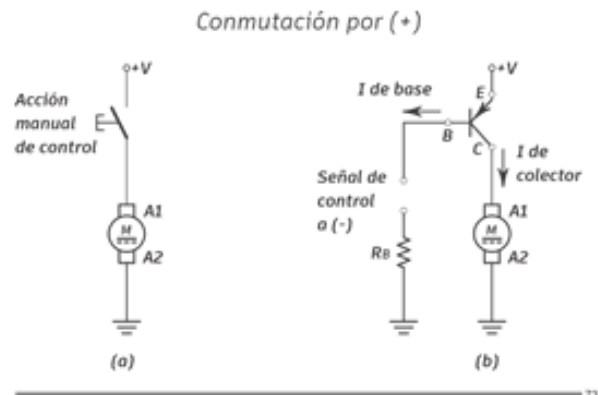 Conmutación por (+)
+V
Acción
manual
de control
E
M
A1
A2
(a)
+V
I de base
E
B
C
I de
colector
Señal de
control
a (-)
RB
M
A1
A2
(b)